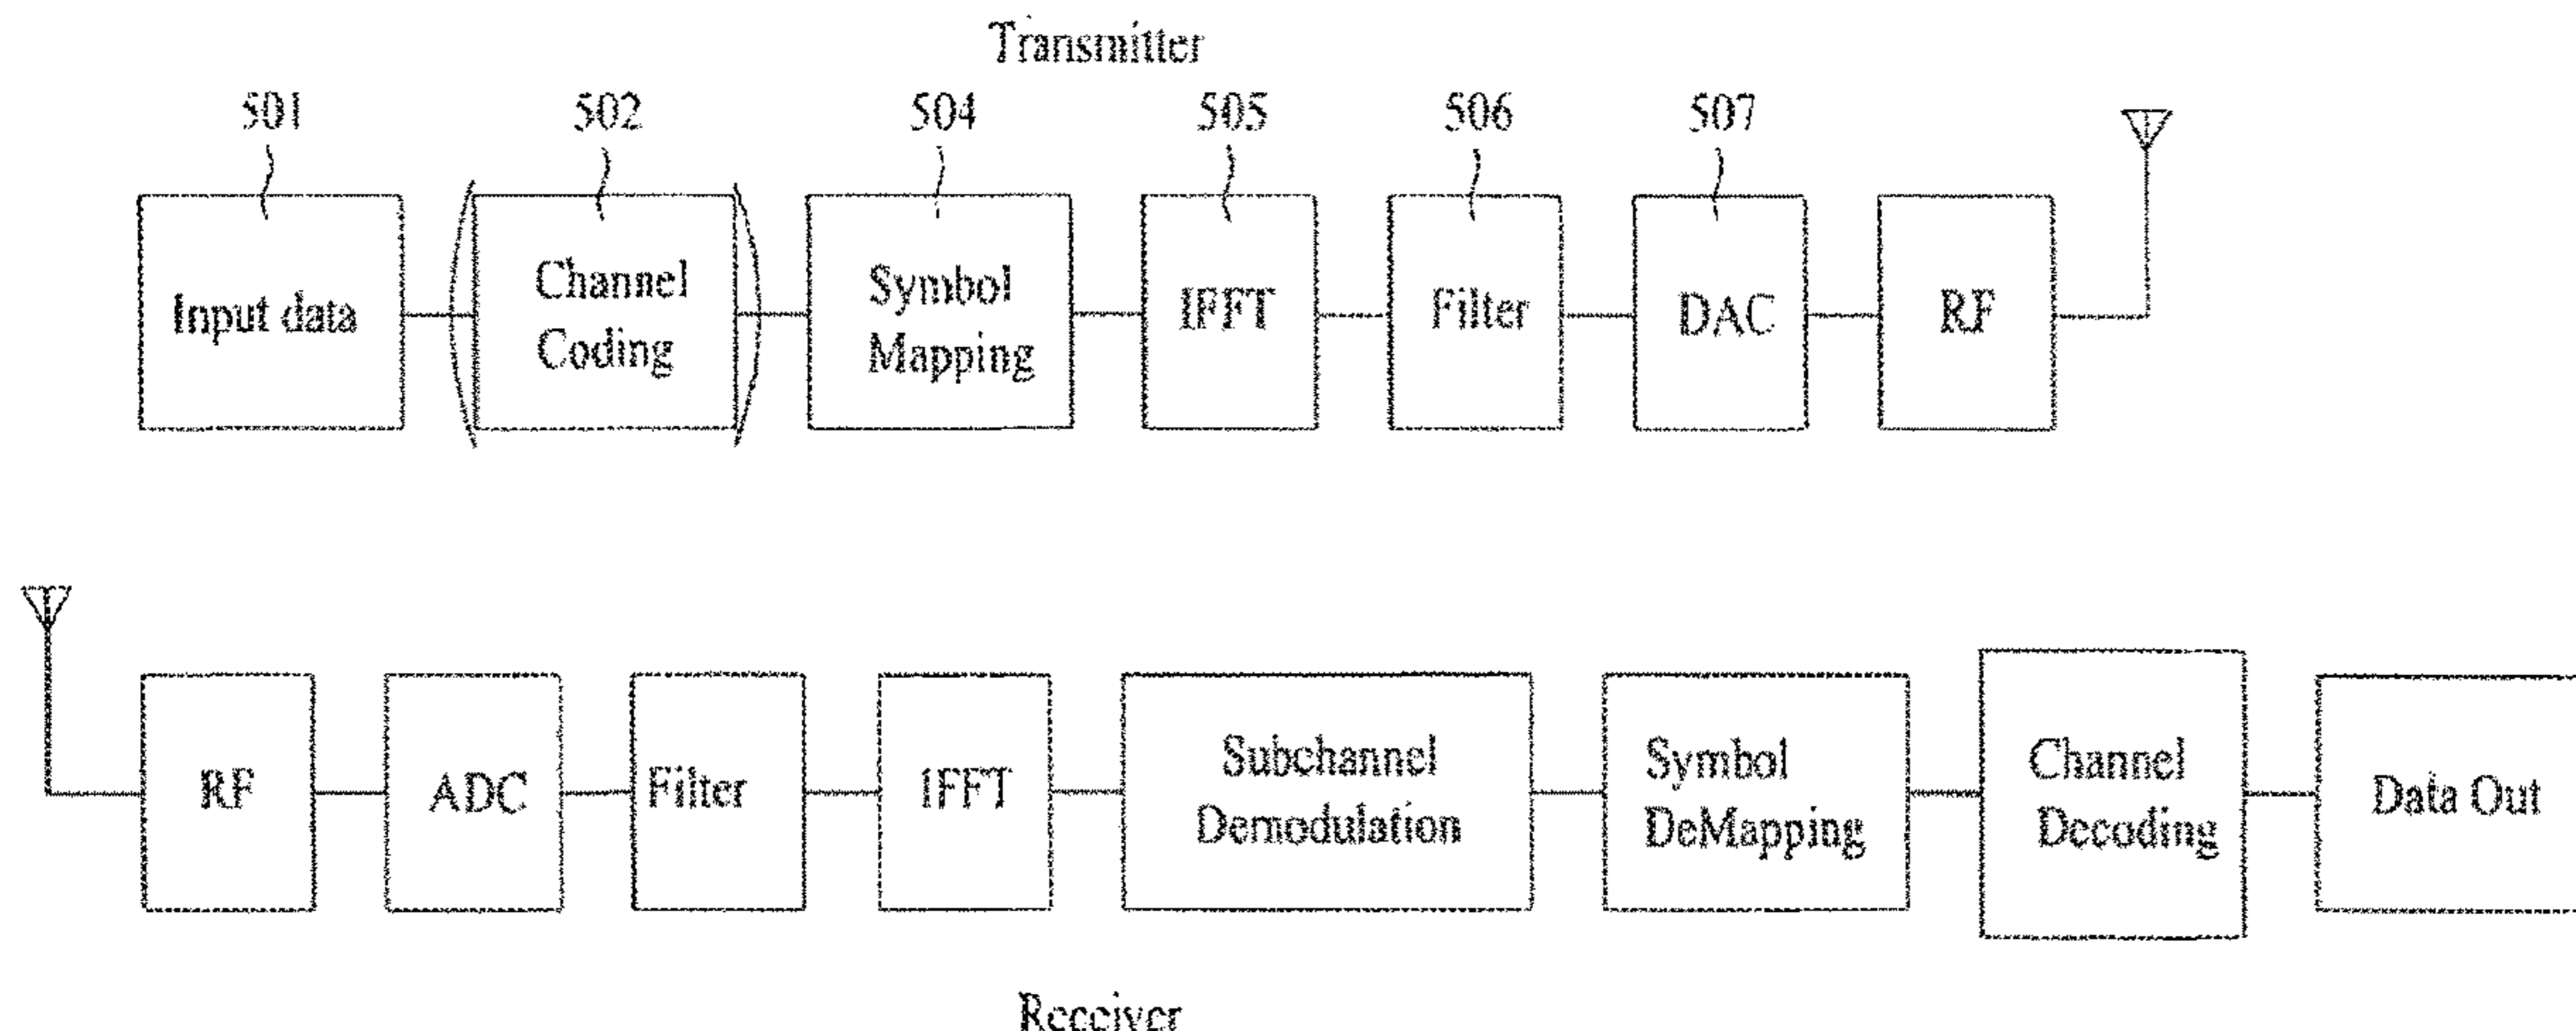 Transmitter
501
502
504
505
506
507
Input data
Channel
Coding
Symbol
Mapping
IFFT
Filter
DAC
RF
RF
ADC
Filter
IFFT
Subchannel
Demodulation
Symbol
DeMapping
Channel
Decoding
Data Out
Receiver